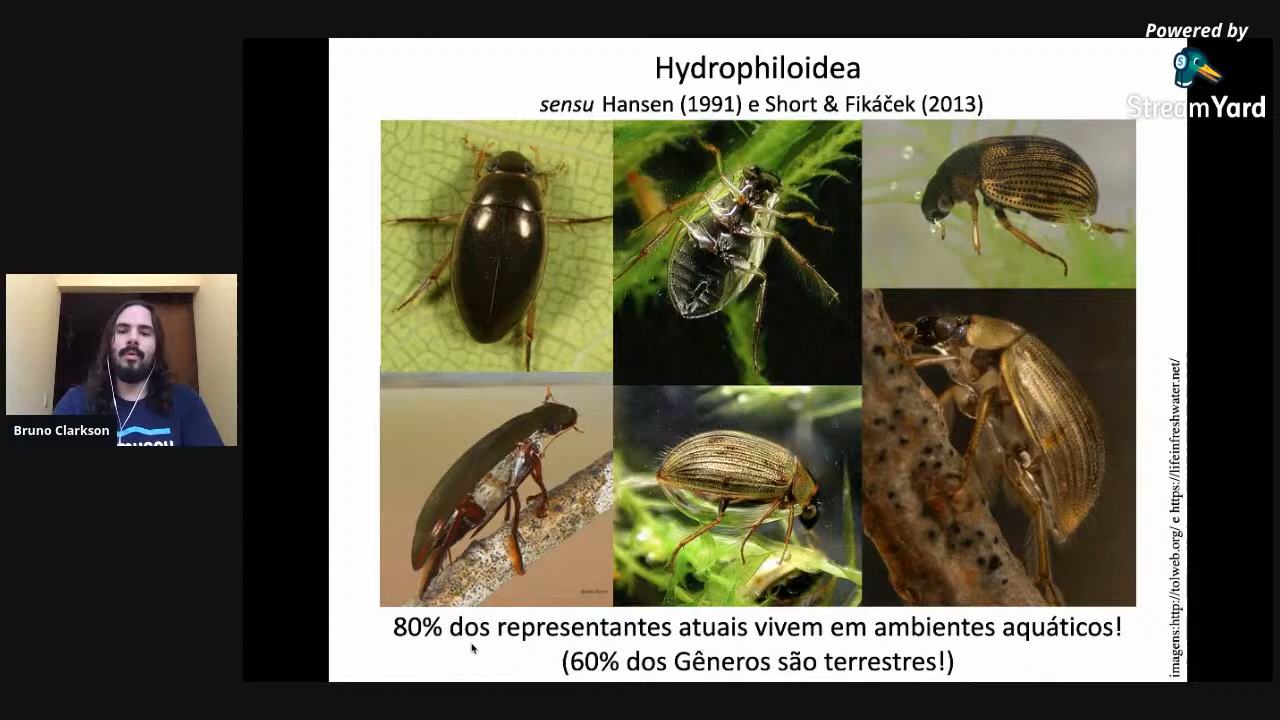 Powered by
StreamYard
Hydrophiloidea
sensu Hansen (1991) e Short & Fikáček (2013)
Bruno Clarkson
imagens:http://tolweb.org/ e https://lifeinfreshwater.net/
80% dos representantes atuais vivem em ambientes aquáticos!
(60% dos Gêneros são terrestres!)